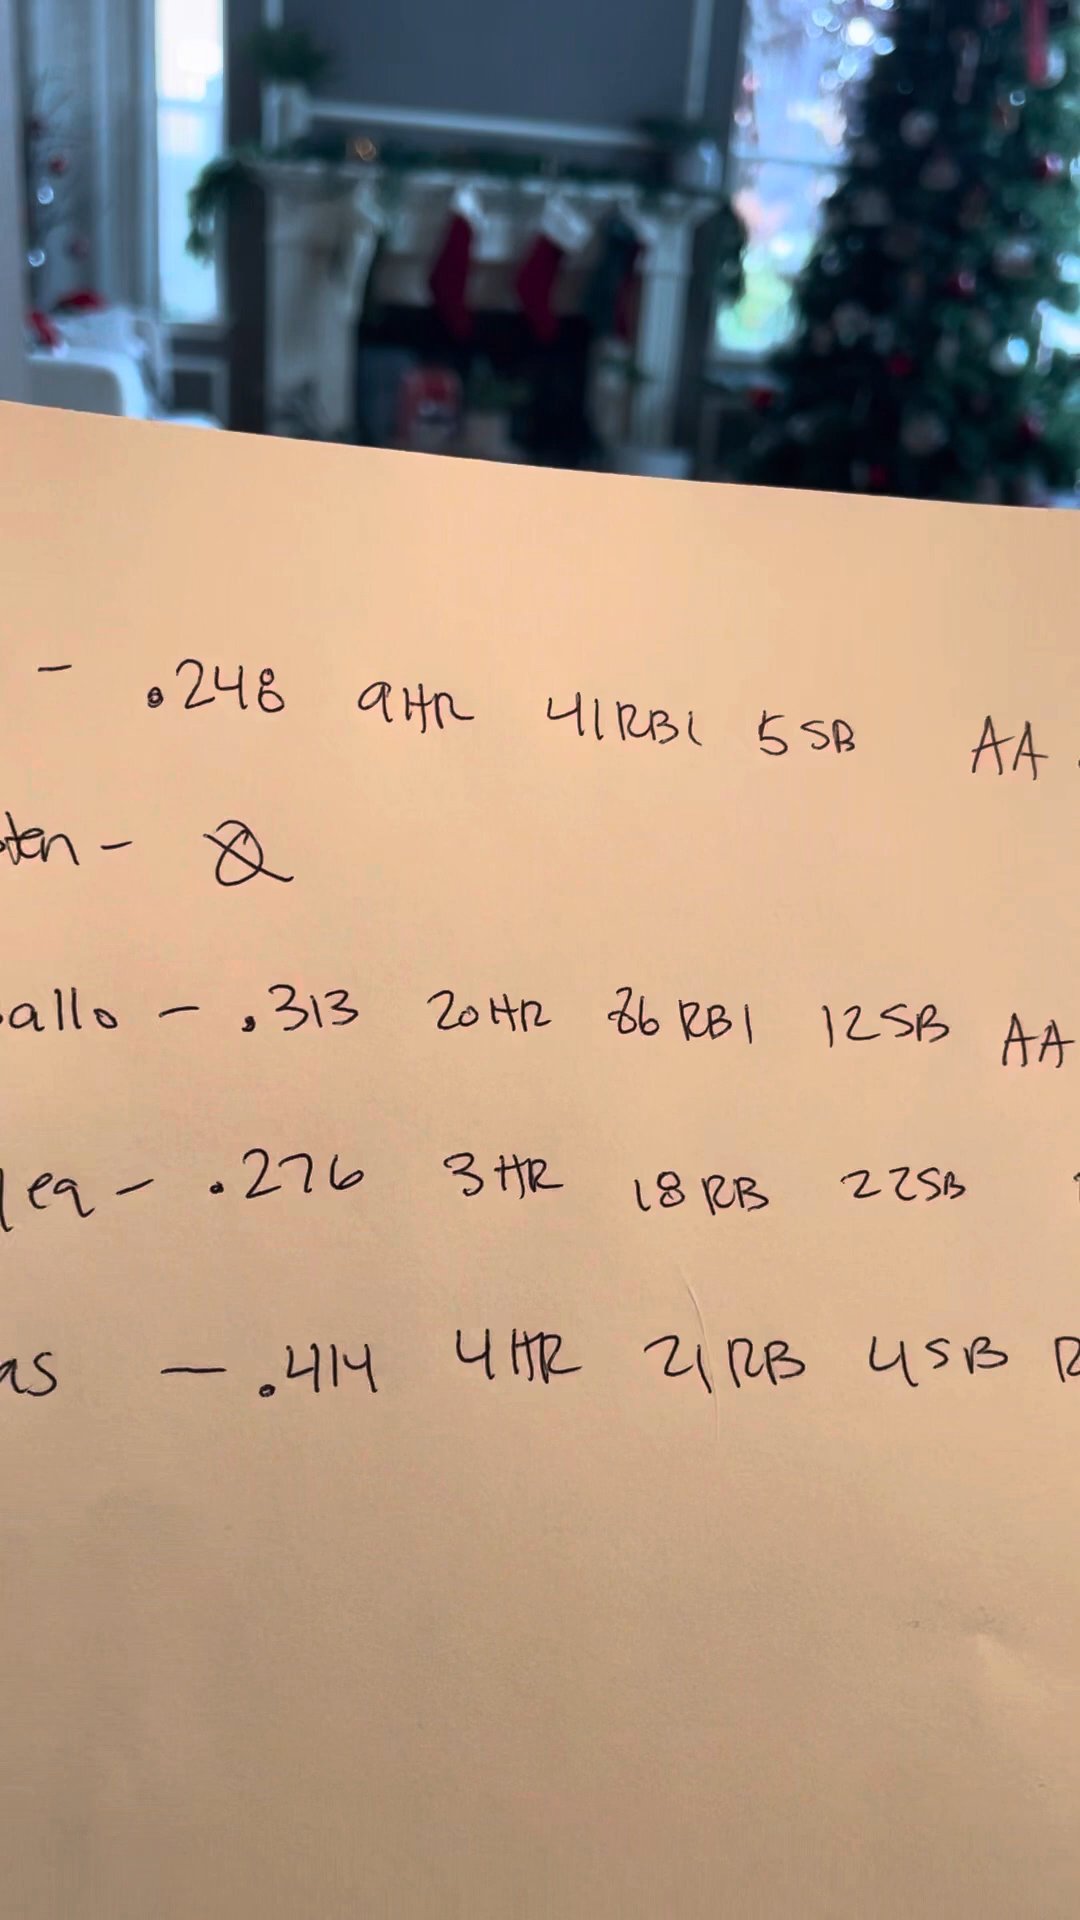 - .248 9HR 41RBI 5SB AA
ten - Ø
allo - .313 20HR 86RBI 12SB AA
eq - .276 3HR 18RB 22SB
as - .414 4HR 21RB 4SB R